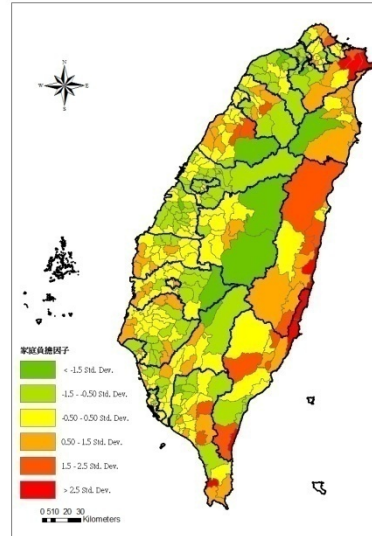 N
W
E
S
家庭負擔因子
< -1.5 Std. Dev.
-1.5 - -0.50 Std. Dev.
-0.50 - 0.50 Std. Dev.
0.50 - 1.5 Std. Dev.
1.5 - 2.5 Std. Dev.
> 2.5 Std. Dev.
0 510 20 30
Kilometers